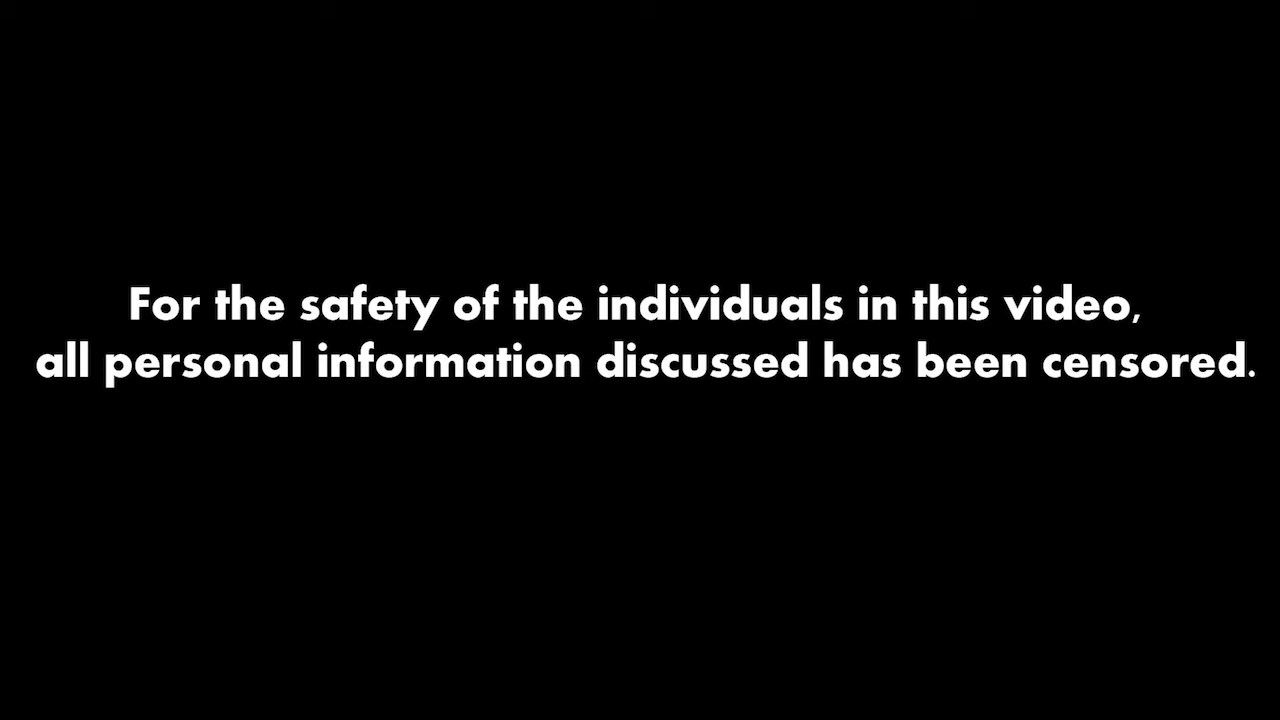 For the safety of the individuals in this video,
all personal information discussed has been censored.